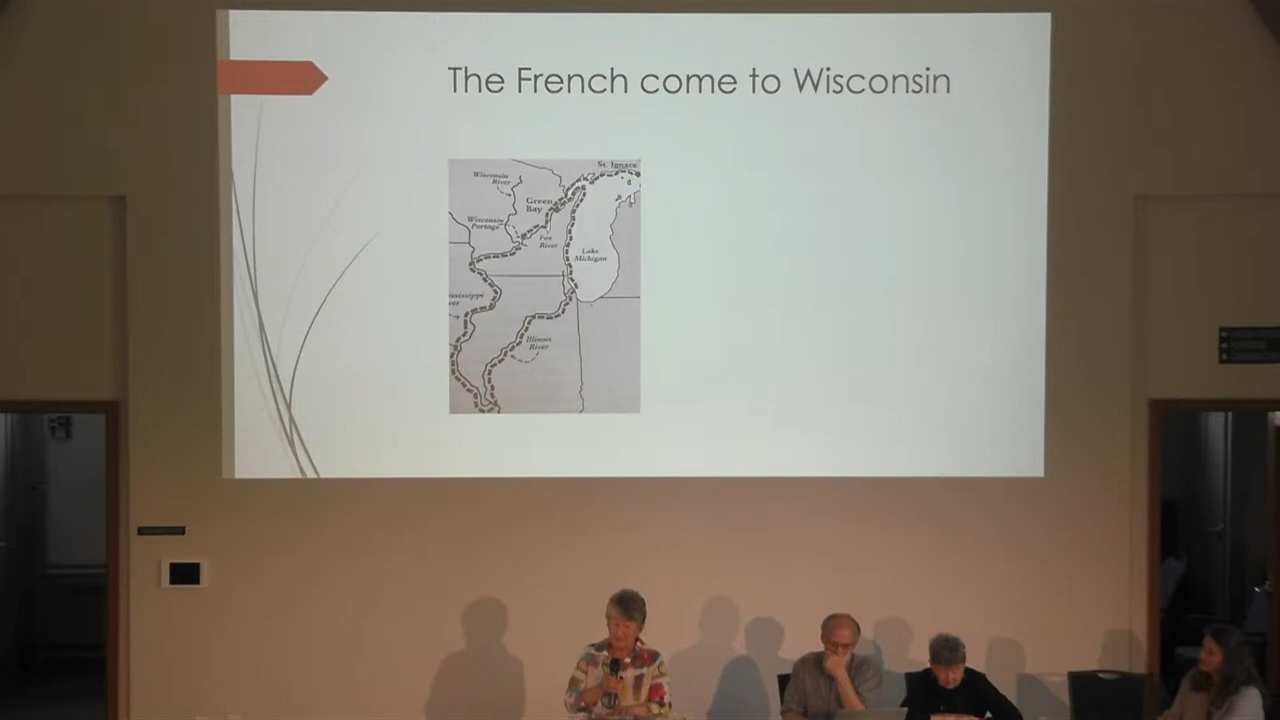 The French come to Wisconsin
St. Ignace
Wisconsin
River
Green
Bay
Wisconsin
Portage
Fox
River
Lake
Michigan
Illinois
River